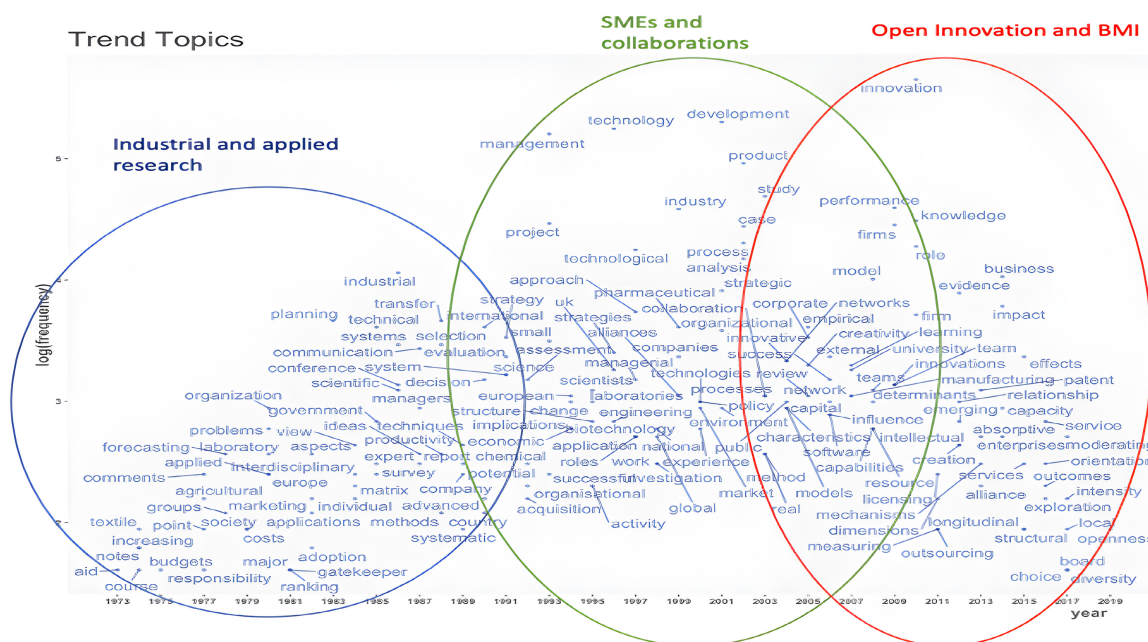 SMEs and
collaborations
Open Innovation and BMI
Trend Topics
Industrial and applied
research
innovation
technology development
management
5
product
study
industry performance
case knowledge
project firms
technological process role
analysis
industrial approach strategic model business
4
pharmaceutical evidence
transfer strategy uk collaboration corporate networks
planning technical international strategies organizational empirical firm impact
systems selection small alliances innovative creativity learning
communication evaluation assessment companies success external university team
conference system science managerial technologies review innovations effects
scientific decision scientists processes network teams manufacturing patent
organization managers european laboratories determinants relationship
3
government structure change engineering policy capital emerging capacity
problems view ideas techniques implications biotechnology environment influence absorptive service
forecasting laboratory aspects productivity economic application national public characteristics intellectual enterprises moderating
applied interdisciplinary expert report chemical roles work experience software creation orientation
comments europe survey potential successful investigation method capabilities services outcomes
agricultural matrix company organisational market models resource alliance intensity
groups marketing individual advanced acquisition global real licensing exploration
textile point society applications methods country activity mechanisms longitudinal local
2
increasing costs systematic dimensions structural openness
notes adoption measuring outsourcing
aid budgets major gatekeeper board
course responsibility ranking choice diversity
log(frequency)
1973 1975 1977 1979 1981 1983 1985 1987 1989 1991 1993 1995 1997 1999 2001 2003 2005 2007 2009 2011 2013 2015 2017 2019
year